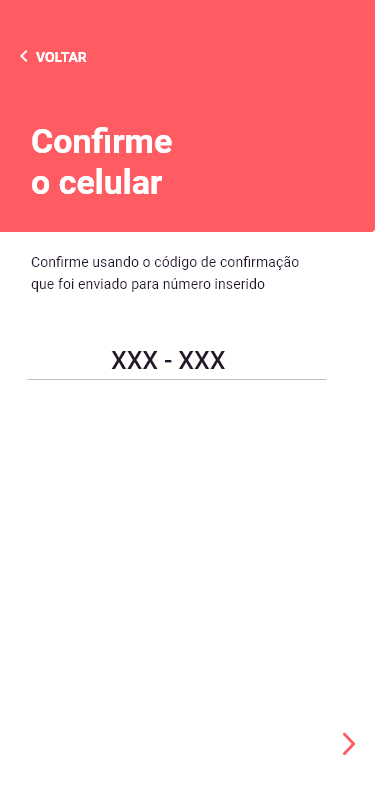 VOLTAR
Confirme
o celular
Confirme usando o código de confirmação
que foi enviado para número inserido
XXX - XXX